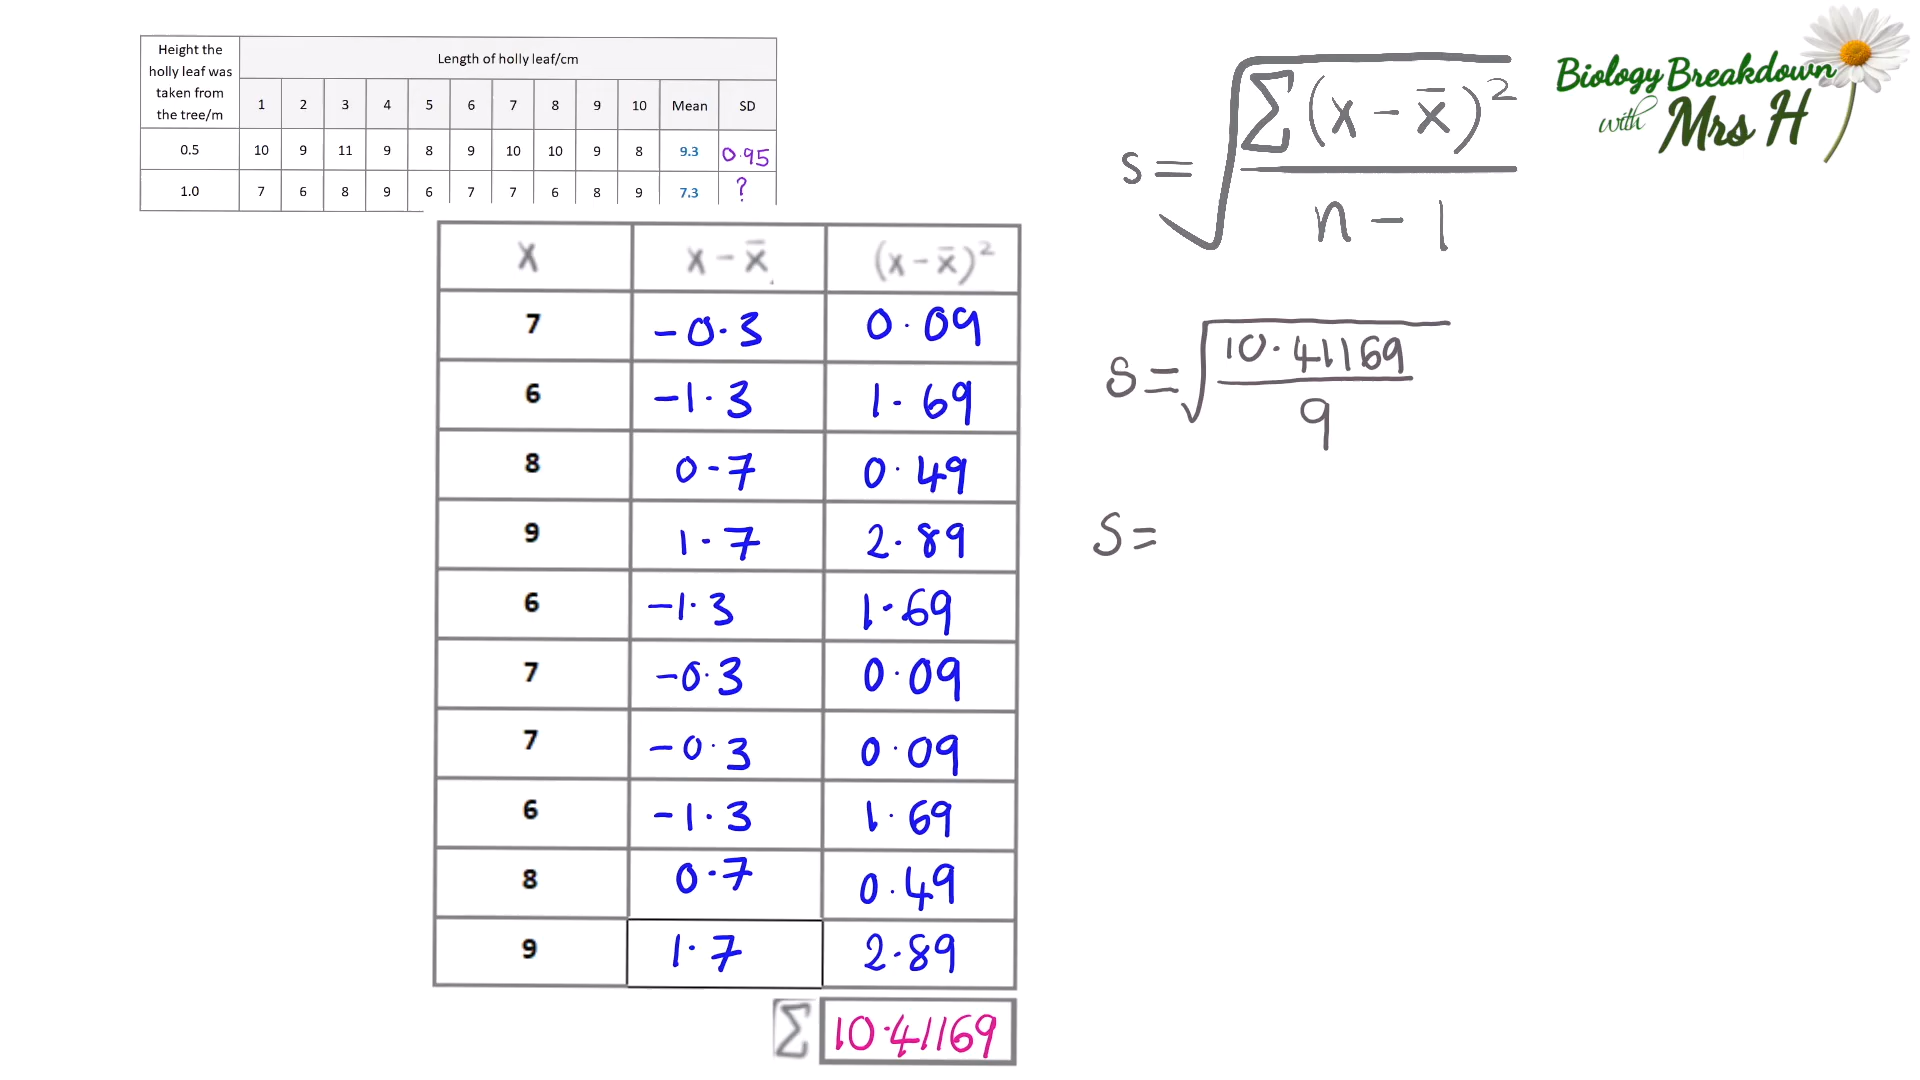 Height the
holly leaf was
taken from
the tree/m
Length of holly leaf/cm
1 2 3 4 5 6 7 8 9 10 Mean SD
0.5 10 9 11 9 8 9 10 10 9 8 9.3 0.95
1.0 7 6 8 9 6 7 7 6 8 9 7.3 ?
Biology Breakdown
with Mrs H
x x - x̄ (x - x̄)²
7 -0.3 0.09
6 -1.3 1.69
8 0.7 0.49
9 1.7 2.89
6 -1.3 1.69
7 -0.3 0.09
7 -0.3 0.09
6 -1.3 1.69
8 0.7 0.49
9 1.7 2.89
Σ 10.41169
s = √ Σ(x - x̄)²
n - 1
s = √ 10.41169
9
s =